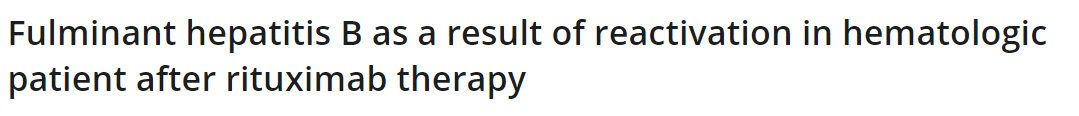 Fulminant hepatitis B as a result of reactivation in hematologic
patient after rituximab therapy